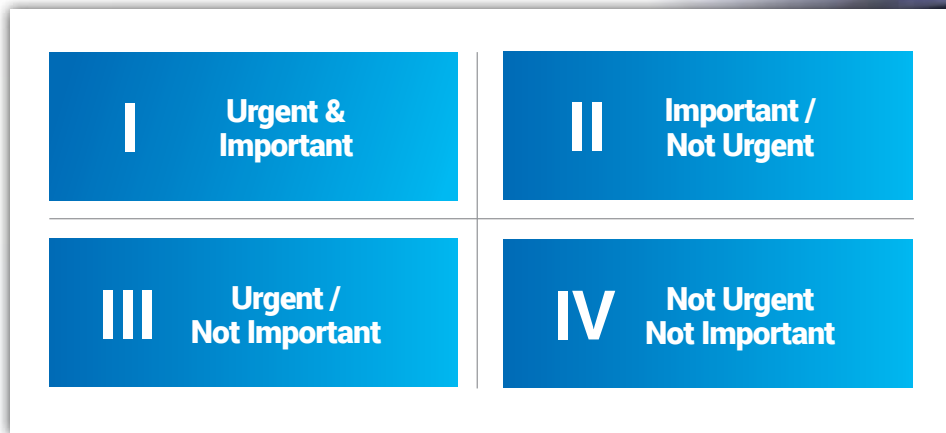 I
Urgent &
Important
II
Important /
Not Urgent
III
Urgent /
Not Important
IV
Not Urgent
Not Important